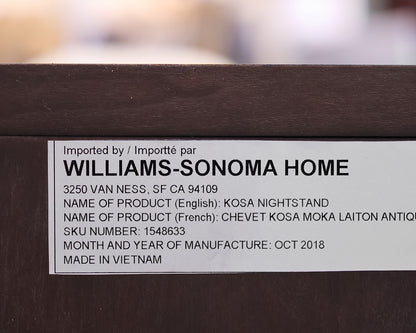 Imported by / Importté par
WILLIAMS-SONOMA HOME
3250 VAN NESS, SF CA 94109
NAME OF PRODUCT (English): KOSA NIGHTSTAND
NAME OF PRODUCT (French): CHEVET KOSA MOKA LAITON ANTIQU
SKU NUMBER: 1548633
MONTH AND YEAR OF MANUFACTURE: OCT 2018
MADE IN VIETNAM